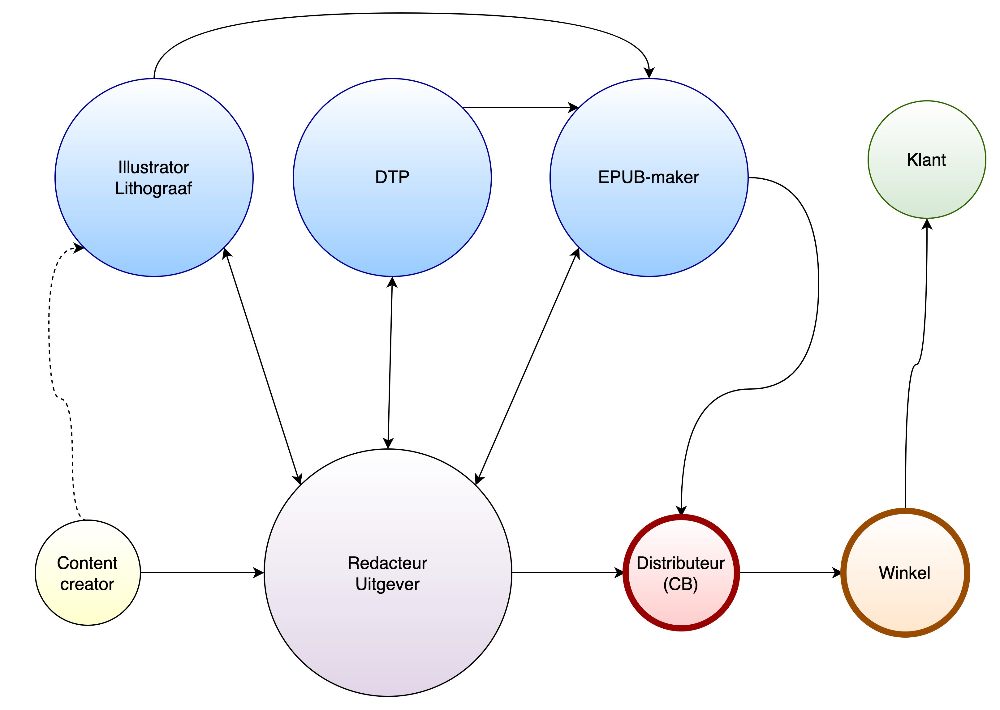 Illustrator
Lithograaf
DTP
EPUB-maker
Klant
Content
creator
Redacteur
Uitgever
Distributeur
(CB)
Winkel